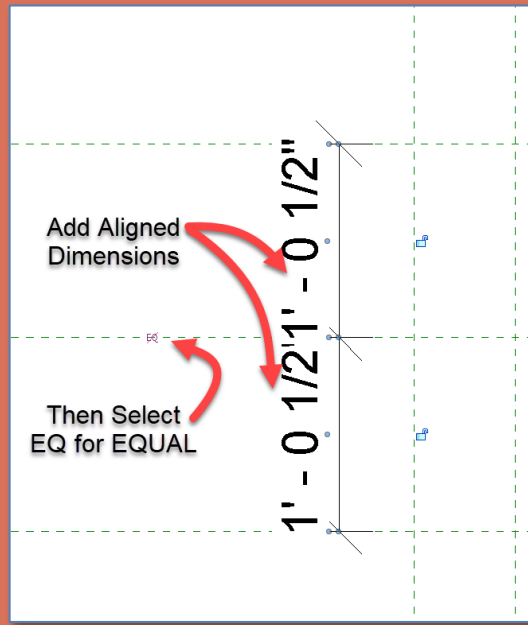 Add Aligned
Dimensions
1' - 0 1/2"
1' - 0 1/2"
EQ
Then Select
EQ for EQUAL